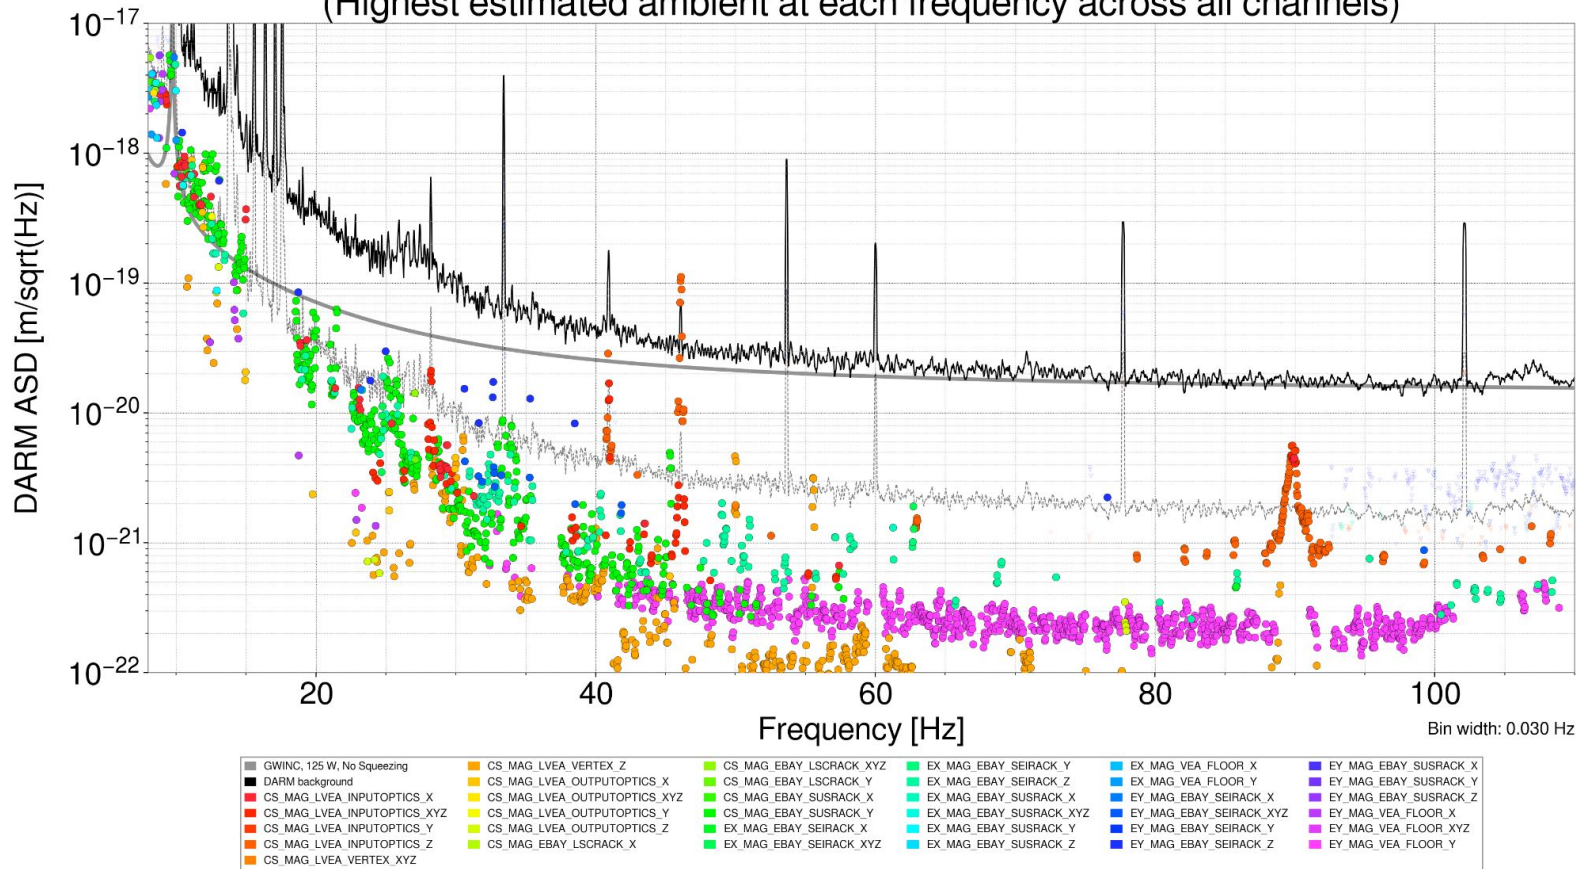 (Highest estimated ambient at each frequency across all channels)
10−17
10−18
10−19
10−20
10−21
10−22
DARM ASD [m/sqrt(Hz)]
20 40 60 80 100
Frequency [Hz]
Bin width: 0.030 Hz
GWINC, 125 W, No Squeezing
DARM background
CS_MAG_LVEA_INPUTOPTICS_X
CS_MAG_LVEA_INPUTOPTICS_XYZ
CS_MAG_LVEA_INPUTOPTICS_Y
CS_MAG_LVEA_INPUTOPTICS_Z
CS_MAG_LVEA_VERTEX_XYZ
CS_MAG_LVEA_VERTEX_Z
CS_MAG_LVEA_OUTPUTOPTICS_X
CS_MAG_LVEA_OUTPUTOPTICS_XYZ
CS_MAG_LVEA_OUTPUTOPTICS_Y
CS_MAG_LVEA_OUTPUTOPTICS_Z
CS_MAG_EBAY_LSCRACK_X
CS_MAG_EBAY_LSCRACK_XYZ
CS_MAG_EBAY_LSCRACK_Y
CS_MAG_EBAY_SUSRACK_X
CS_MAG_EBAY_SUSRACK_Y
EX_MAG_EBAY_SEIRACK_X
EX_MAG_EBAY_SEIRACK_XYZ
EX_MAG_EBAY_SEIRACK_Y
EX_MAG_EBAY_SEIRACK_Z
EX_MAG_EBAY_SUSRACK_X
EX_MAG_EBAY_SUSRACK_XYZ
EX_MAG_EBAY_SUSRACK_Y
EX_MAG_EBAY_SUSRACK_Z
EX_MAG_VEA_FLOOR_X
EX_MAG_VEA_FLOOR_Y
EY_MAG_EBAY_SEIRACK_X
EY_MAG_EBAY_SEIRACK_XYZ
EY_MAG_EBAY_SEIRACK_Y
EY_MAG_EBAY_SEIRACK_Z
EY_MAG_EBAY_SUSRACK_X
EY_MAG_EBAY_SUSRACK_Y
EY_MAG_EBAY_SUSRACK_Z
EY_MAG_VEA_FLOOR_X
EY_MAG_VEA_FLOOR_XYZ
EY_MAG_VEA_FLOOR_Y